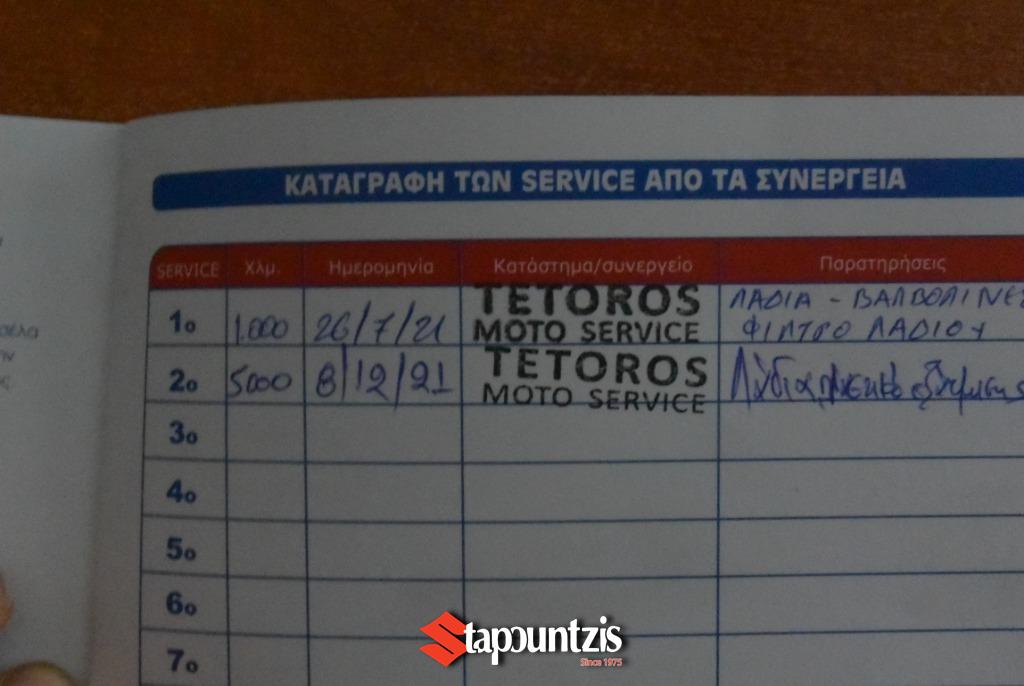 ΚΑΤΑΓΡΑΦΗ ΤΩΝ SERVICE ΑΠΟ ΤΑ ΣΥΝΕΡΓΕΙΑ
SERVICE Χλμ. Ημερομηνία Κατάστημα/συνεργείο Παρατηρήσεις
1ο 1.000 26/7/21 TETOROS MOTO SERVICE ΛΑΔΙΑ - ΒΑΛΒΟΛΙΝΕΣ
ΦΙΛΤΡΟ ΛΑΔΙΟΥ
2ο 5000 8/12/21 TETOROS MOTO SERVICE
3ο
4ο
5ο
6ο
7ο
Stapountzis
Since 1975